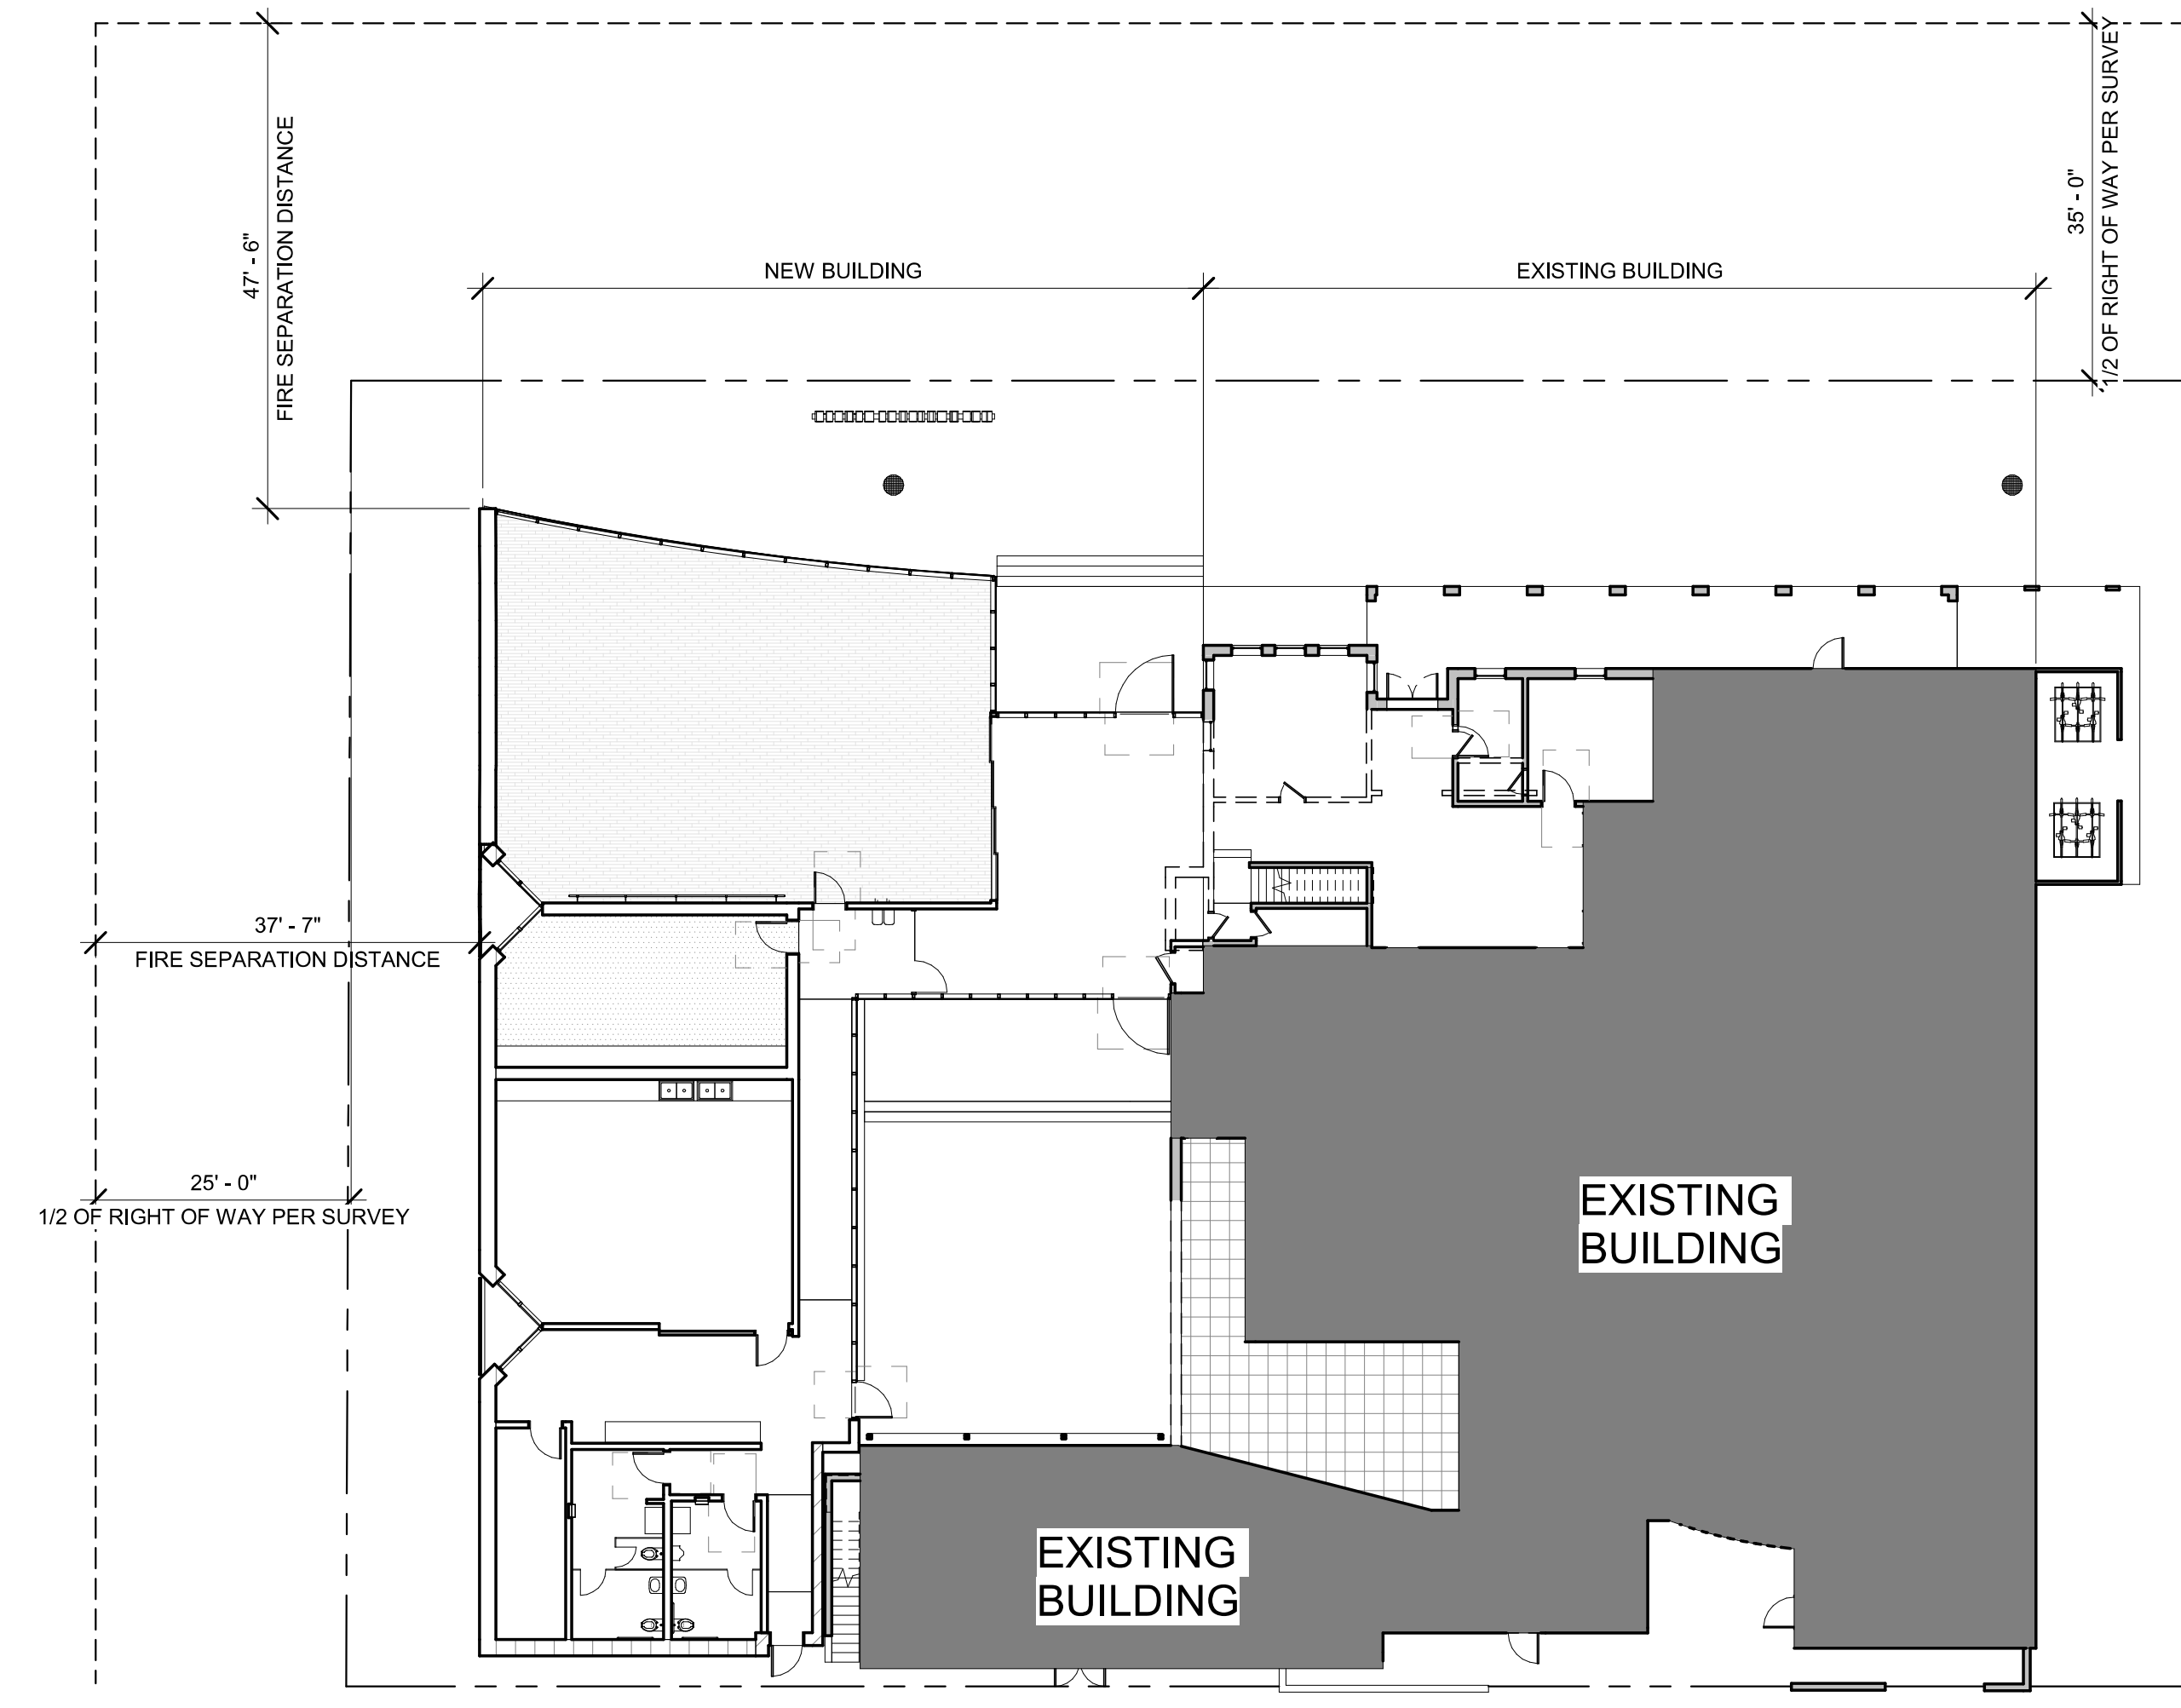 1/2 OF RIGHT OF WAY PER SURVEY
35' - 0"
FIRE SEPARATION DISTANCE
47' - 6"
NEW BUILDING
EXISTING BUILDING
37' - 7"
FIRE SEPARATION DISTANCE
25' - 0"
1/2 OF RIGHT OF WAY PER SURVEY
EXISTING
BUILDING
EXISTING
BUILDING